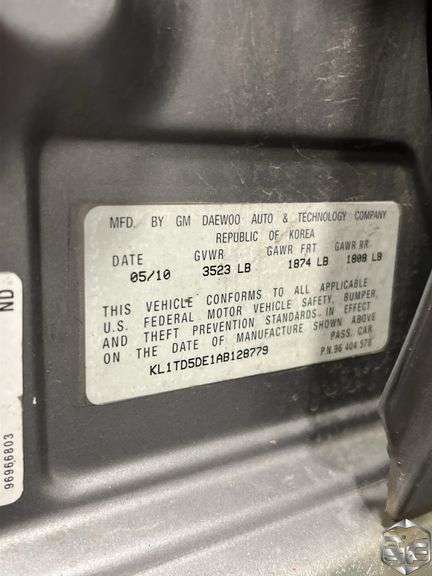 MFD. BY GM DAEWOO AUTO & TECHNOLOGY COMPANY
REPUBLIC OF KOREA
DATE GVWR GAWR FRT GAWR RR
05/10 3523 LB 1874 LB 1808 LB
THIS VEHICLE CONFORMS TO ALL APPLICABLE
U.S. FEDERAL MOTOR VEHICLE SAFETY, BUMPER,
AND THEFT PREVENTION STANDARDS IN EFFECT
ON THE DATE OF MANUFACTURE SHOWN ABOVE
PASS. CAR
KL1TD5DE1AB128779
P/N.96 404 578
ND
96966803